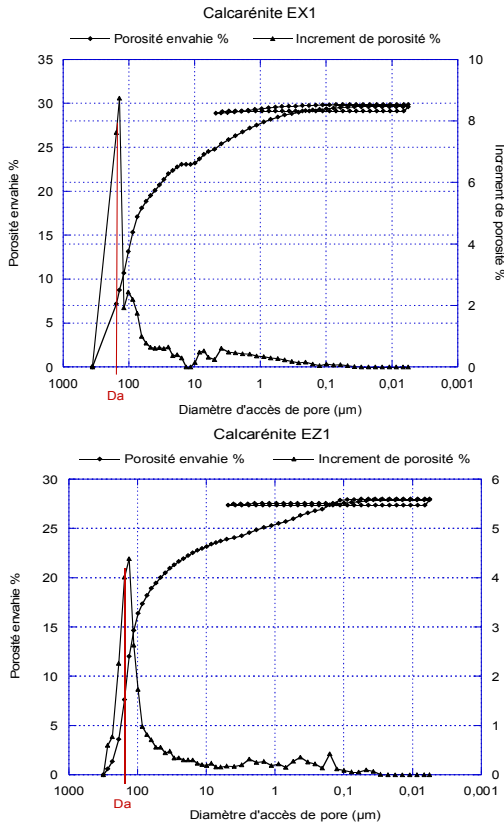 Calcarénite EX1
Porosité envahie % Increment de porosité %
35
30
25
20
15
10
5
0
Porosité envahie %
10
8
6
4
2
0
Increment de porosité %
1000 100 10 1 0,1 0,01 0,001
Da
Diamètre d'accès de pore (µm)
Calcarénite EZ1
Porosité envahie % Increment de porosité %
30
25
20
15
10
5
0
Porosité envahie %
6
5
4
3
2
1
0
1000 100 10 1 0,1 0,01
Da
Diamètre d'accès de pore (µm)